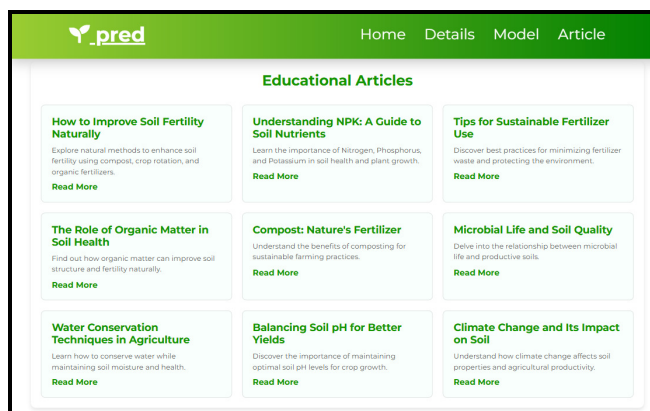 _pred
Home Details Model Article
Educational Articles
How to Improve Soil Fertility
Naturally
Explore natural methods to enhance soil
fertility using compost, crop rotation, and
organic fertilizers.
Read More
Understanding NPK: A Guide to
Soil Nutrients
Learn the importance of Nitrogen, Phosphorus,
and Potassium in soil health and plant growth.
Read More
Tips for Sustainable Fertilizer
Use
Discover best practices for minimizing fertilizer
waste and protecting the environment.
Read More
The Role of Organic Matter in
Soil Health
Find out how organic matter can improve soil
structure and fertility naturally.
Read More
Compost: Nature's Fertilizer
Understand the benefits of composting for
sustainable farming practices.
Read More
Microbial Life and Soil Quality
Delve into the relationship between microbial
life and productive soils.
Read More
Water Conservation
Techniques in Agriculture
Learn how to conserve water while
maintaining soil moisture and health.
Read More
Balancing Soil pH for Better
Yields
Discover the importance of maintaining
optimal soil pH levels for crop growth.
Read More
Climate Change and Its Impact
on Soil
Understand how climate change affects soil
properties and agricultural productivity.
Read More